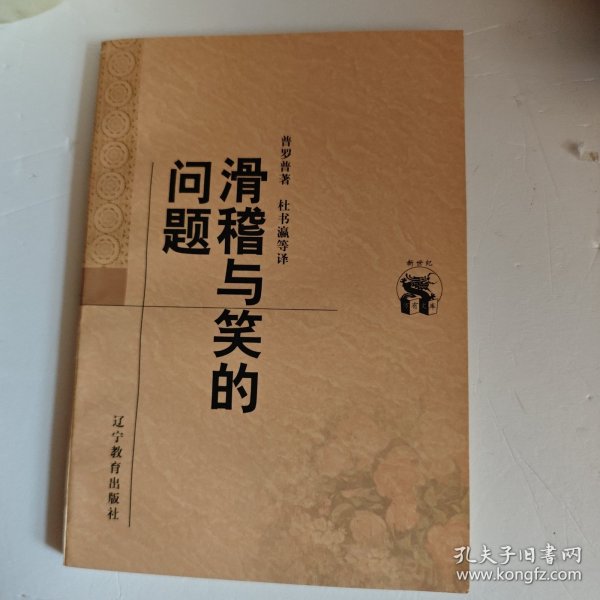 滑稽与笑的
问题
普罗普著 杜书瀛等译
新世纪
辽宁教育出版社
孔夫子旧书网
www.kongfz.com